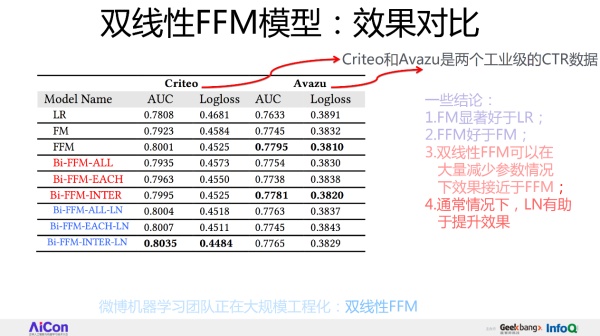 双线性FFM模型：效果对比
Criteo和Avazu是两个工业级的CTR数据
Criteo Avazu
Model Name AUC Logloss AUC Logloss
LR 0.7808 0.4681 0.7633 0.3891
FM 0.7923 0.4584 0.7745 0.3832
FFM 0.8001 0.4525 0.7795 0.3810
Bi-FFM-ALL 0.7935 0.4573 0.7754 0.3830
Bi-FFM-EACH 0.7963 0.4550 0.7738 0.3838
Bi-FFM-INTER 0.7995 0.4525 0.7781 0.3820
Bi-FFM-ALL-LN 0.8004 0.4518 0.7763 0.3837
Bi-FFM-EACH-LN 0.8007 0.4511 0.7745 0.3843
Bi-FFM-INTER-LN 0.8035 0.4484 0.7765 0.3829
一些结论：
1.FM显著好于LR；
2.FFM好于FM；
3.双线性FFM可以在
大量减少参数情况
下效果接近于FFM；
4.通常情况下，LN有助
于提升效果
微博机器学习团队正在大规模工程化：双线性FFM
AiCon
Geekbang> InfoQ